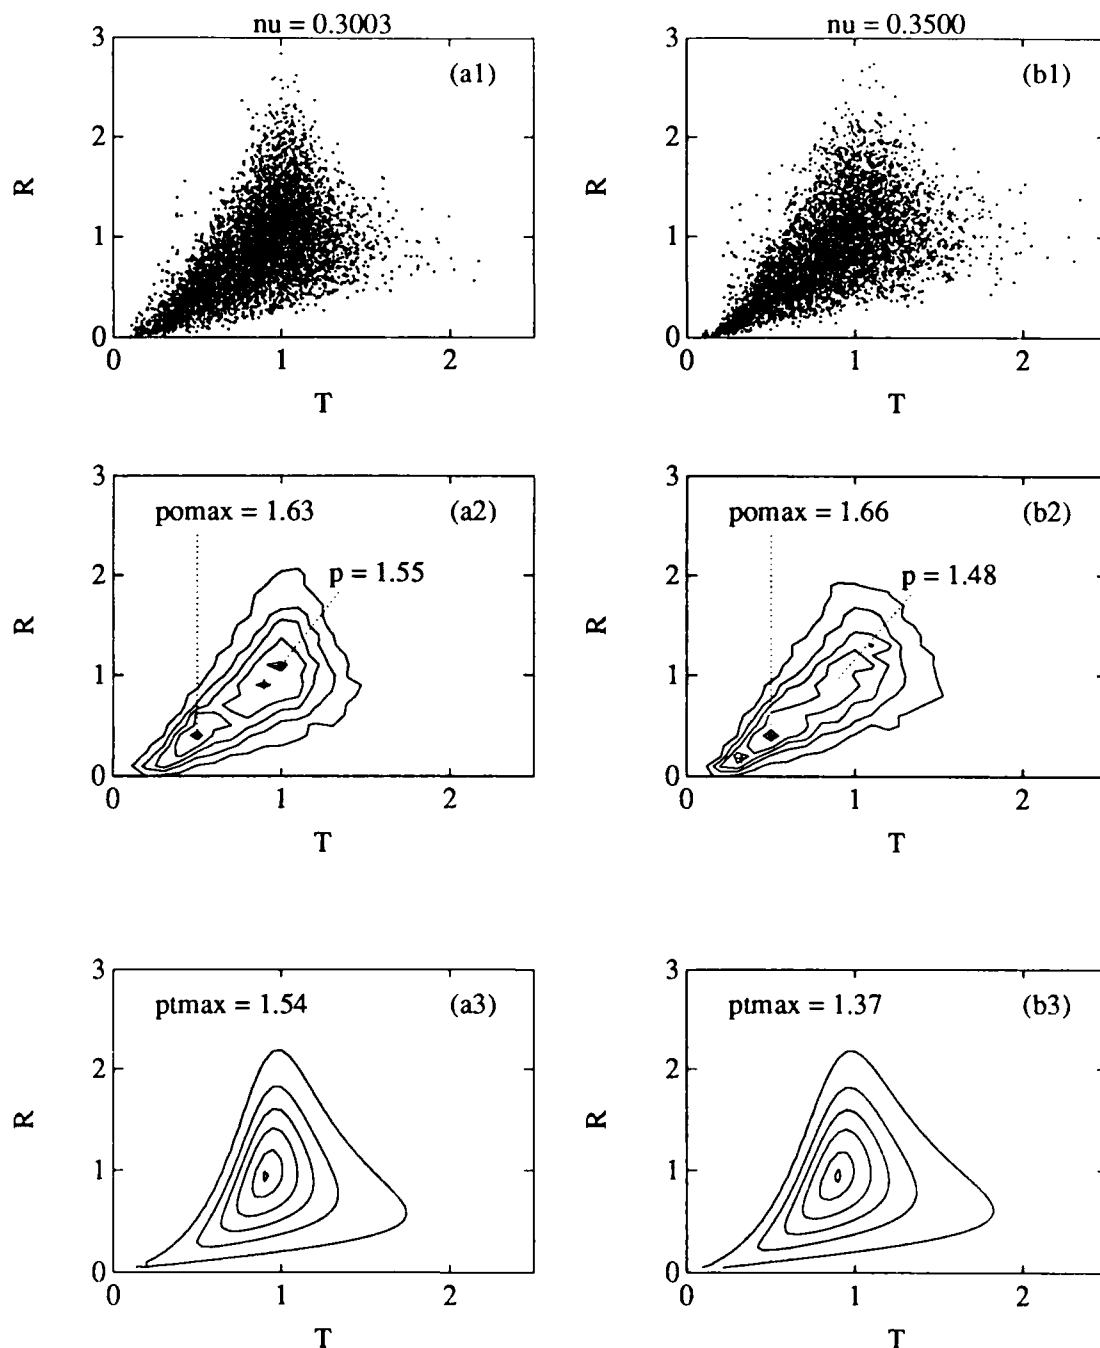 nu = 0.3003
nu = 0.3500
3
(a1)
2
R
1
0
0
1
2
T
3
(b1)
2
R
1
0
0
1
2
T
3
pomax = 1.63
(a2)
p = 1.55
2
R
1
0
0
1
2
T
3
pomax = 1.66
(b2)
p = 1.48
2
R
1
0
0
1
2
T
3
ptmax = 1.54
(a3)
2
R
1
0
0
1
2
T
3
ptmax = 1.37
(b3)
2
R
1
0
0
1
2
T